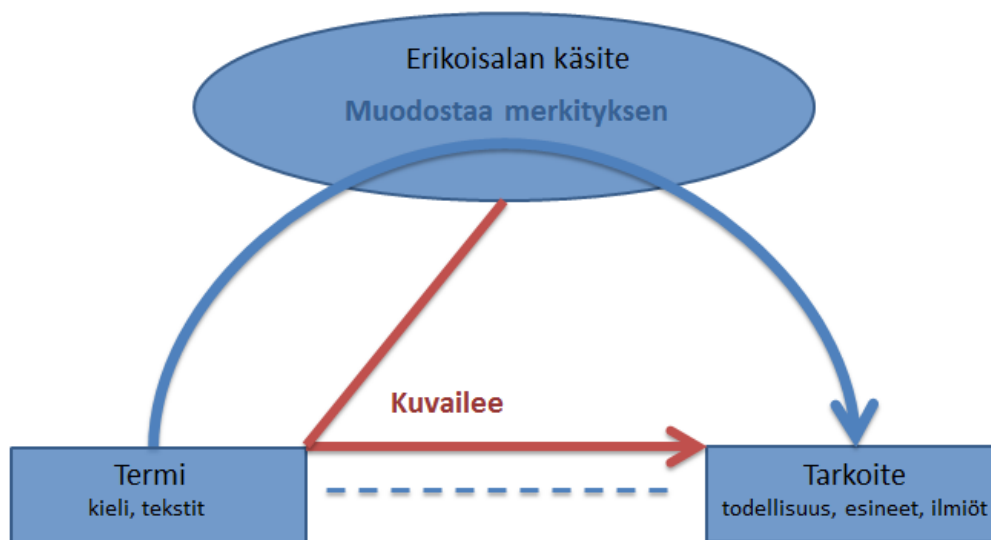 Erikoisalan käsite
Muodostaa merkityksen
Kuvailee
Termi
kieli, tekstit
Tarkoite
todellisuus, esineet, ilmiöt